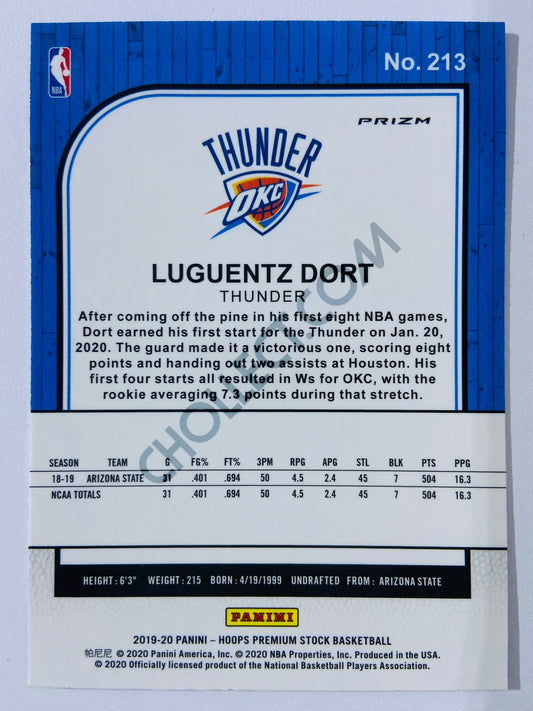 No. 213
NBA
PRIZM
THUNDER
OKC
LUGUENTZ DORT
THUNDER
After coming off the pine in his first eight NBA games,
Dort earned his first start for the Thunder on Jan. 20,
2020. The guard made it a victorious one, scoring eight
points and handing out two assists at Houston. His
first four starts all resulted in Ws for OKC, with the
rookie averaging 7.3 points during that stretch.
CHOLLECT.COM
SEASON TEAM G FG% FT% 3PM RPG APG STL BLK PTS PPG
18-19 ARIZONA STATE 31 .401 .694 50 4.5 2.4 45 7 504 16.3
NCAA TOTALS 31 .401 .694 50 4.5 2.4 45 7 504 16.3
HEIGHT: 6'3" WEIGHT: 215 BORN: 4/19/1999 UNDRAFTED FROM: ARIZONA STATE
PANINI
2019-20 PANINI – HOOPS PREMIUM STOCK BASKETBALL
帕尼尼 © 2020 Panini America, Inc. © 2020 NBA Properties, Inc. Produced in the USA.
© 2020 Officially licensed product of the National Basketball Players Association.